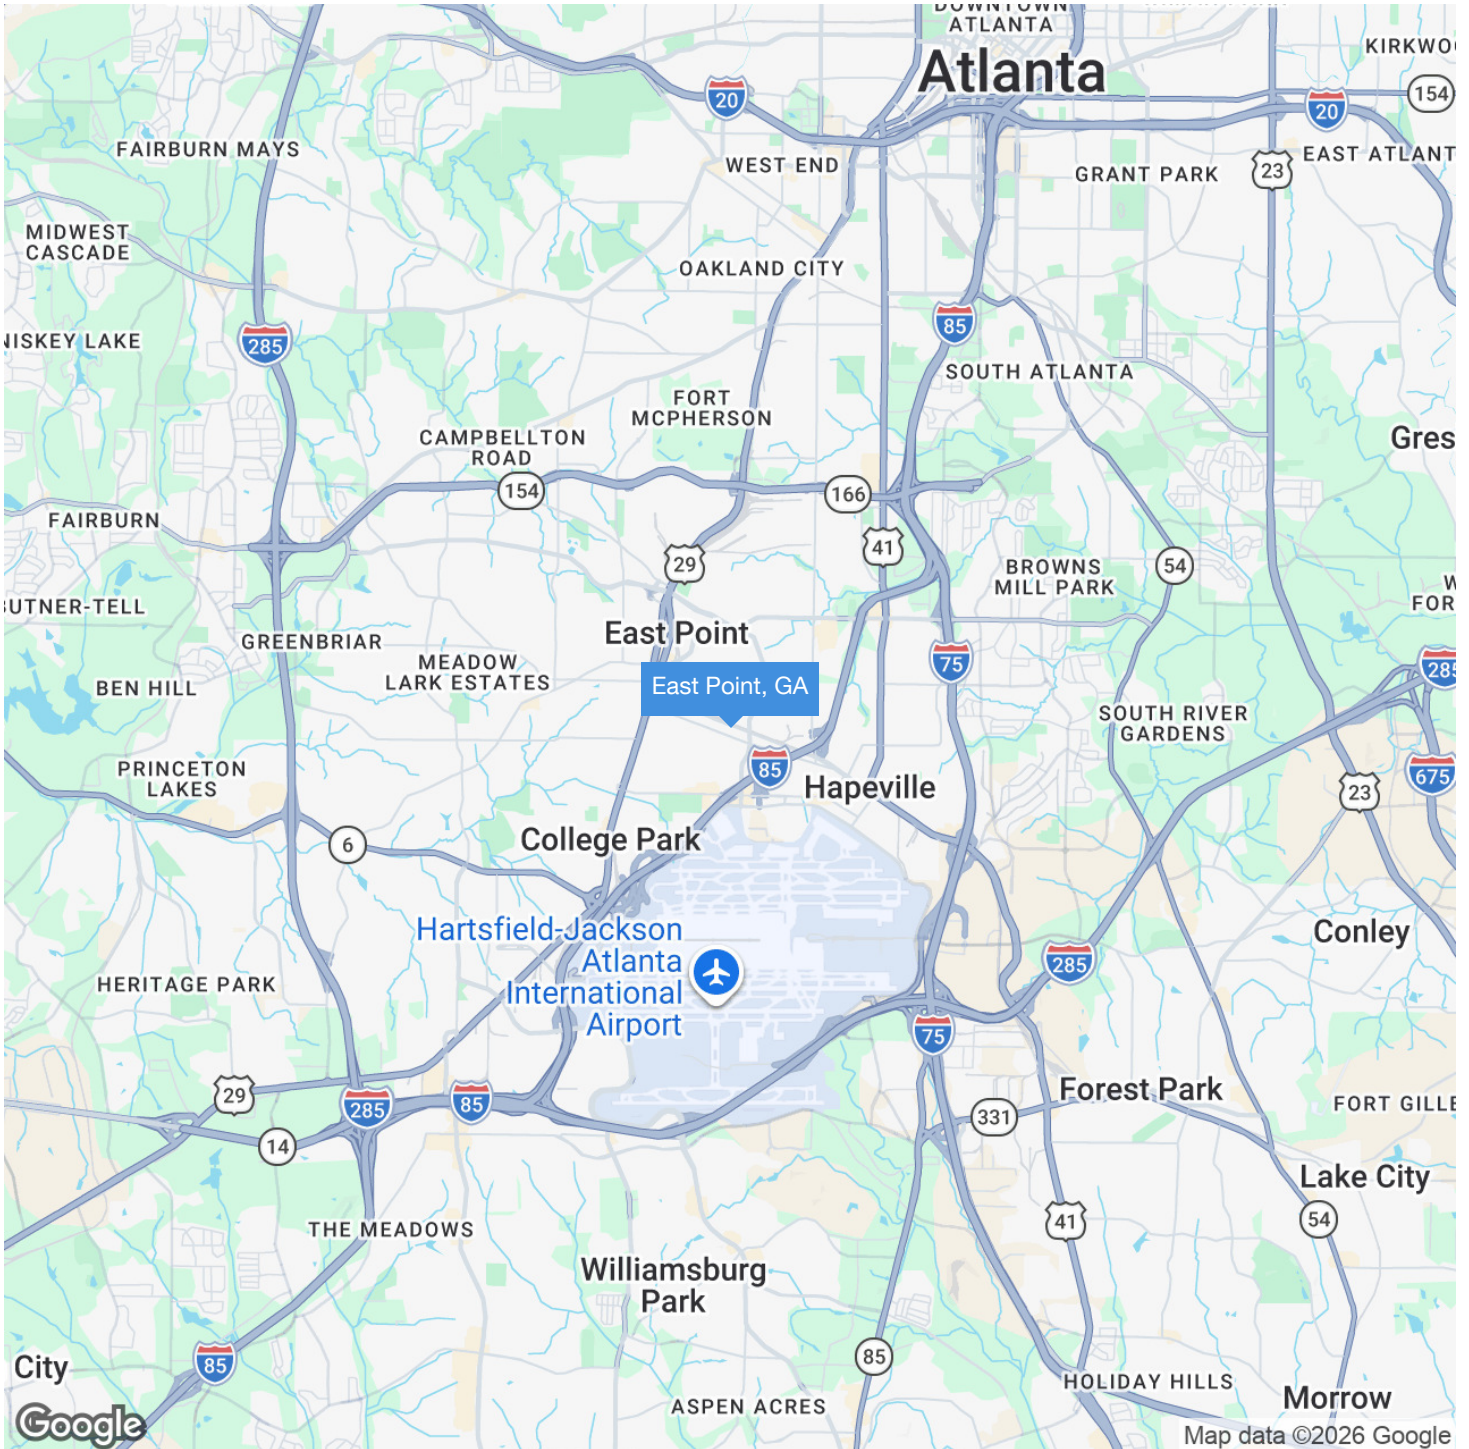 DOWNTOWN
ATLANTA
Atlanta
KIRKWO
20
154
20
FAIRBURN MAYS
WEST END
GRANT PARK
23
EAST ATLANT
MIDWEST
CASCADE
OAKLAND CITY
285
NISKEY LAKE
85
SOUTH ATLANTA
FORT
MCPHERSON
CAMPBELLTON
ROAD
Gres
154
166
FAIRBURN
41
29
BROWNS
MILL PARK
54
BUTNER-TELL
W
FOR
GREENBRIAR
East Point
MEADOW
LARK ESTATES
75
285
BEN HILL
East Point, GA
SOUTH RIVER
GARDENS
PRINCETON
LAKES
85
Hapeville
23
675
6
College Park
Hartsfield-Jackson
Atlanta
International
Airport
Conley
285
HERITAGE PARK
75
29
285
85
Forest Park
331
FORT GILLE
14
Lake City
THE MEADOWS
41
54
Williamsburg
Park
85
85
City
HOLIDAY HILLS
ASPEN ACRES
Morrow
Google
Map data ©2026 Google